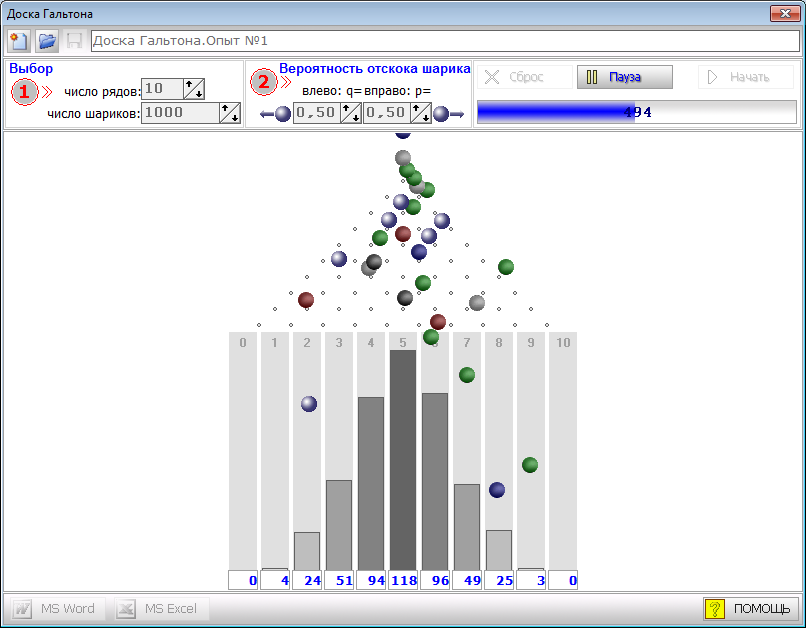 Доска Гальтона
Доска Гальтона.Опыт №1
Выбор
1 число рядов: 10
число шариков: 1000
2 Вероятность отскока шарика
влево: q= вправо: p=
0,50 0,50
Сброс Пауза Начать
494
0 1 2 3 4 5 6 7 8 9 10
0 4 24 51 94 118 96 49 25 3 0
MS Word MS Excel ? ПОМОЩЬ